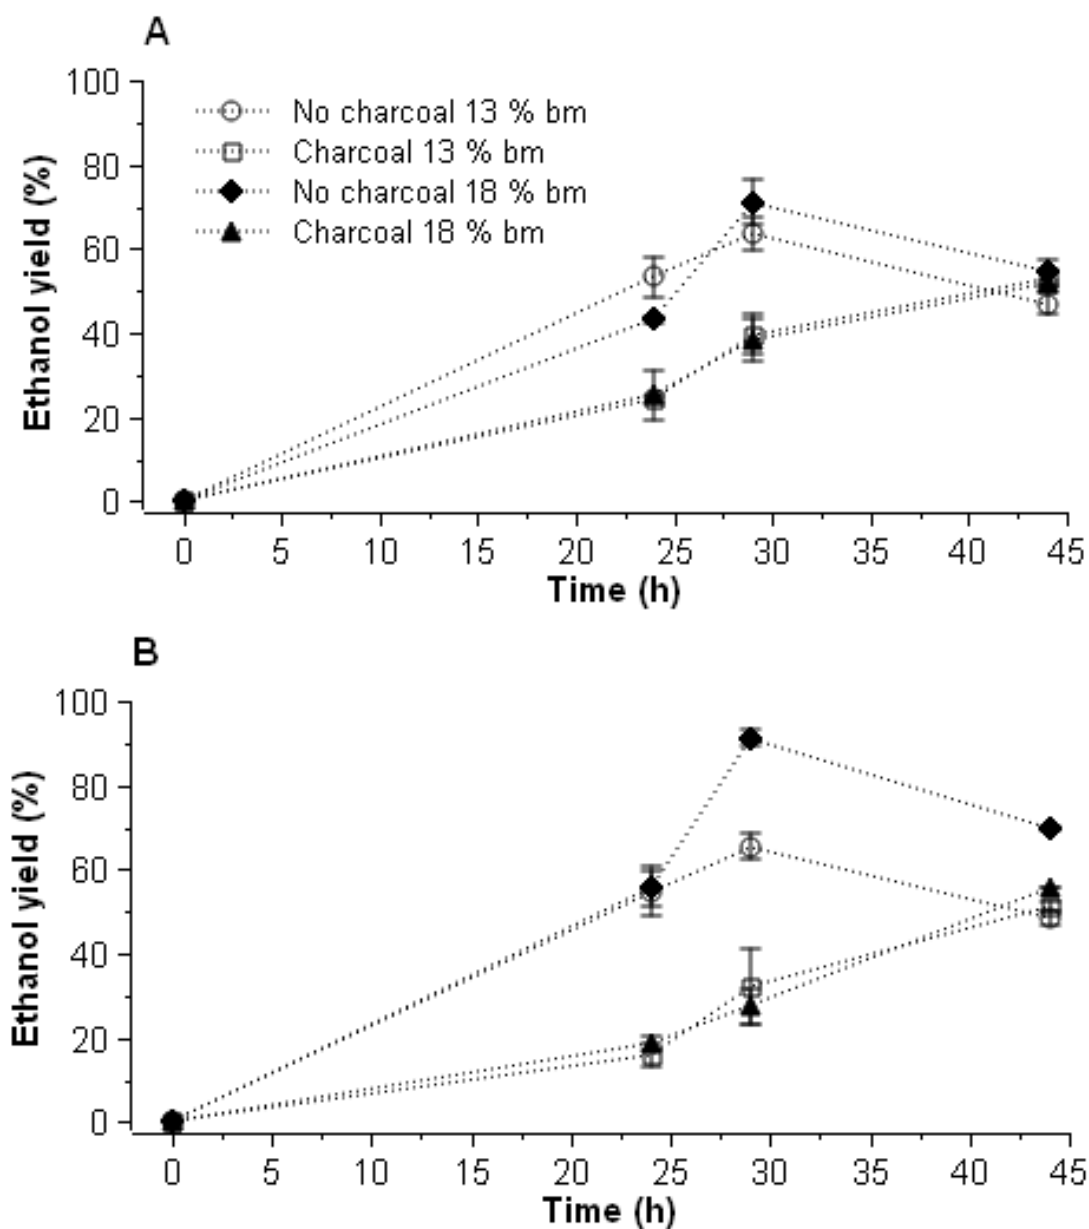 A
100
80
60
40
20
0
Ethanol yield (%)
No charcoal 13 % bm
Charcoal 13 % bm
No charcoal 18 % bm
Charcoal 18 % bm
0 5 10 15 20 25 30 35 40 45
Time (h)
B
100
80
60
40
20
0
Ethanol yield (%)
0 5 10 15 20 25 30 35 40 45
Time (h)